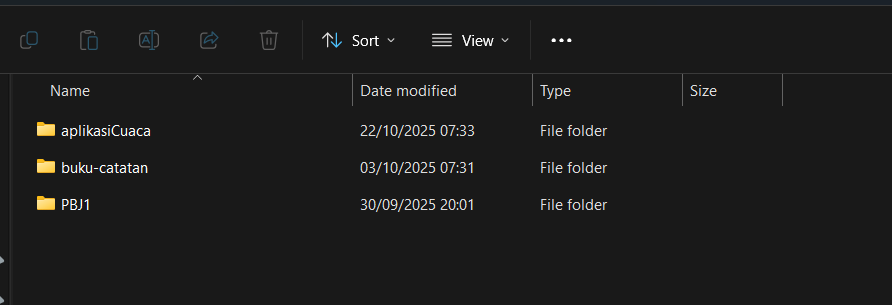 Sort View
Name Date modified Type Size
aplikasiCuaca 22/10/2025 07:33 File folder
buku-catatan 03/10/2025 07:31 File folder
PBJ1 30/09/2025 20:01 File folder